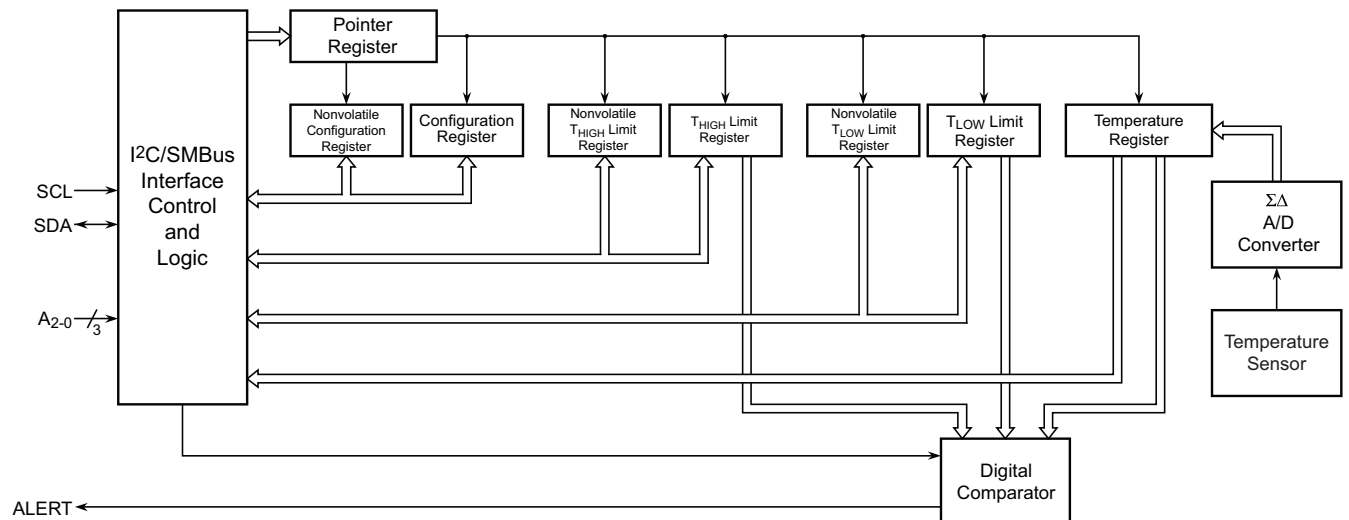 Pointer
Register
Nonvolatile
Configuration
Register
Configuration
Register
Nonvolatile
THIGH Limit
Register
THIGH Limit
Register
Nonvolatile
TLOW Limit
Register
TLOW Limit
Register
Temperature
Register
I2C/SMBus
Interface
Control
and
Logic
SCL
SDA
A2-0
3
ΣΔ
A/D
Converter
Temperature
Sensor
Digital
Comparator
ALERT